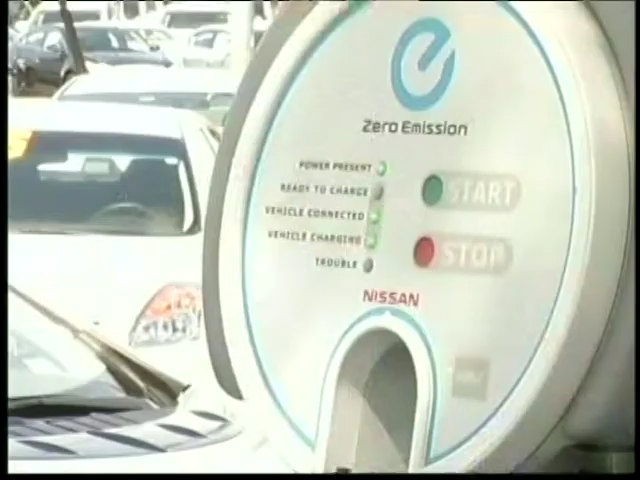 e
Zero Emission
POWER PRESENT
READY TO CHARGE
VEHICLE CONNECTED
VEHICLE CHARGING
TROUBLE
START
STOP
NISSAN